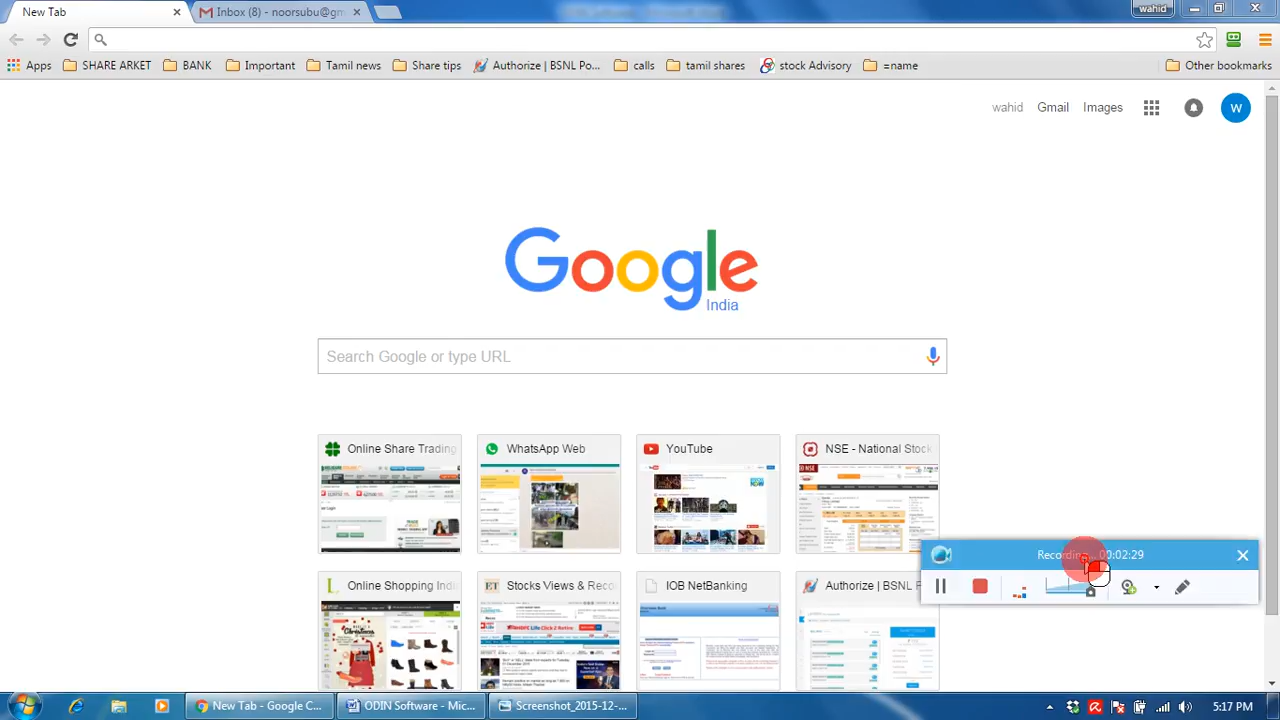 New Tab
Inbox (8) - noorsubu@gm
wahid
Apps
SHARE ARKET
BANK
Important
Tamil news
Share tips
Authorize | BSNL Po...
calls
tamil shares
stock Advisory
=name
Other bookmarks
wahid
Gmail
Images
W
Google
India
Search Google or type URL
Online Share Trading
WhatsApp Web
YouTube
NSE - National Stock
Recording 00:02:29
Online Shopping Indi
Stocks Views & Reco
IOB NetBanking
Authorize | BSNL P
New Tab - Google C...
ODIN Software - Mic...
Screenshot_2015-12-...
5:17 PM